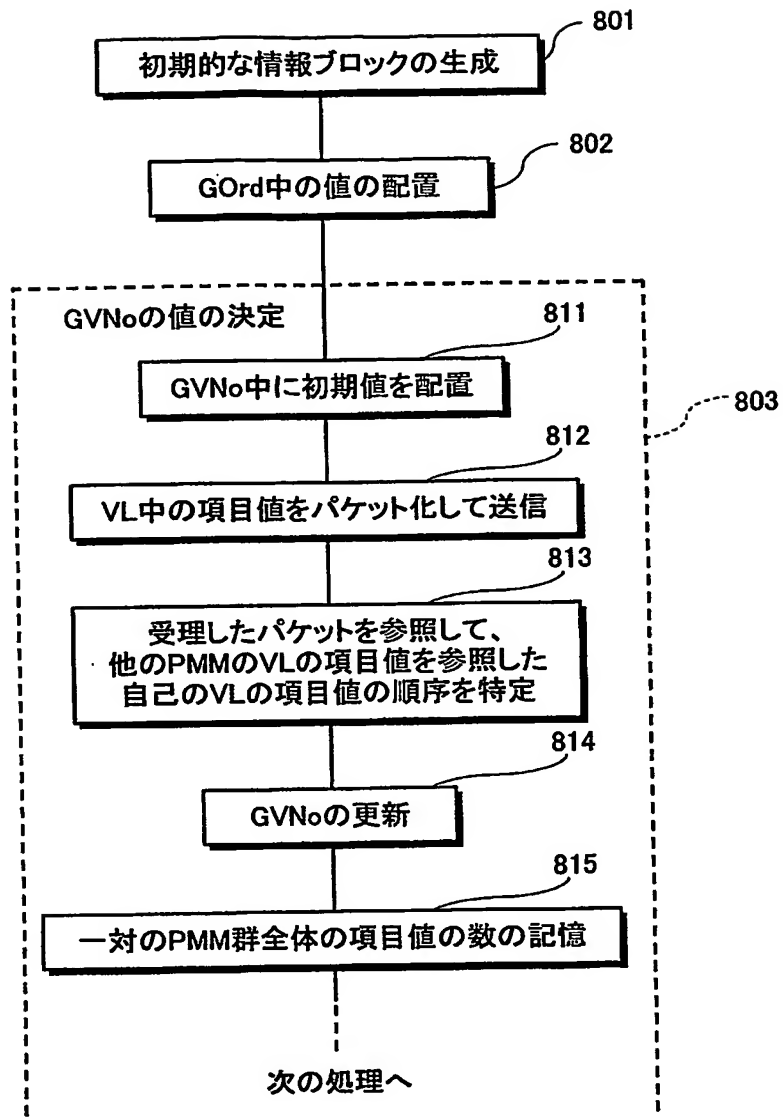 801
初期的な情報ブロックの生成
802
GOrd中の値の配置
GVNoの値の決定
811
GVNo中に初期値を配置
803
812
VL中の項目値をパケット化して送信
813
受理したパケットを参照して、
他のPMMのVLの項目値を参照した
自己のVLの項目値の順序を特定
814
GVNoの更新
815
一対のPMM群全体の項目値の数の記憶
次の処理へ